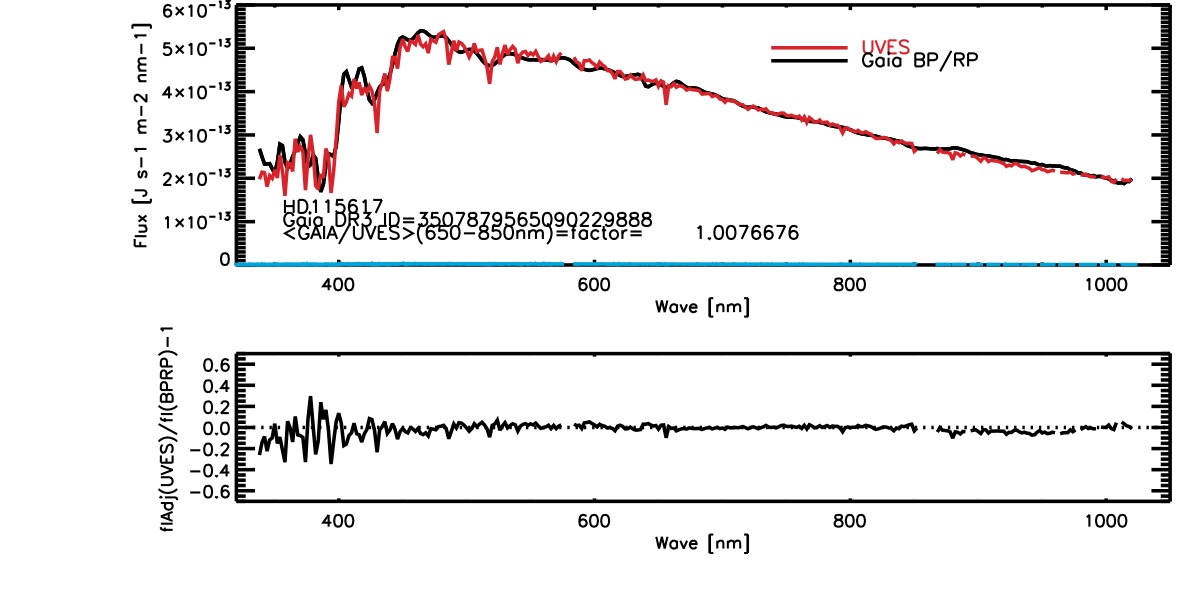 Flux [J s−1 m−2 nm−1]
6×10−13
5×10−13
4×10−13
3×10−13
2×10−13
1×10−13
0
UVES
Gaia BP/RP
HD115617
Gaia DR3 ID=3507879565090229888
<GAIA/UVES>(650−850nm)=factor= 1.0076676
400 600 800 1000
Wave [nm]
flAdj(UVES)/fl(BPRP)−1
0.6
0.4
0.2
0.0
−0.2
−0.4
−0.6
400 600 800 1000
Wave [nm]